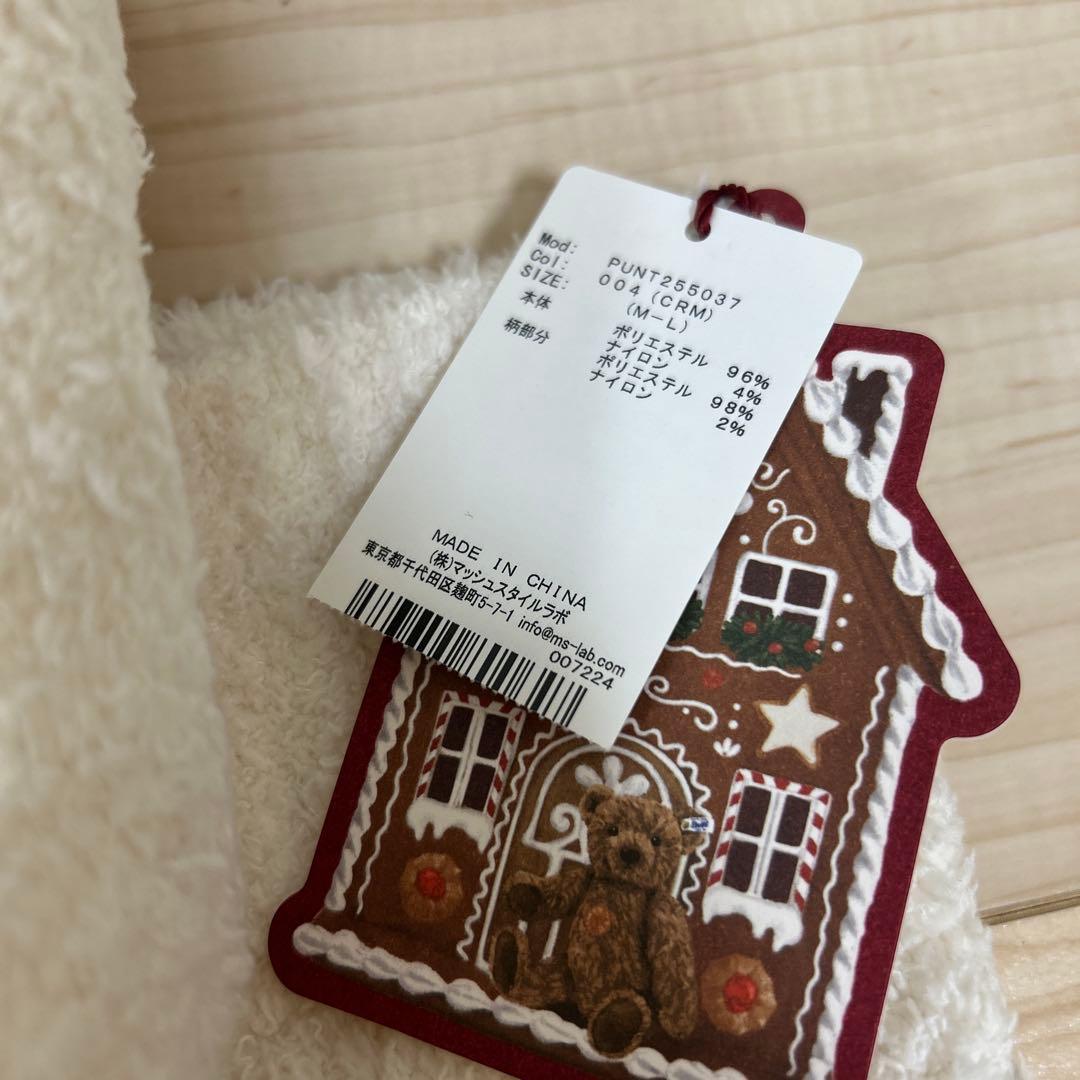 Mod: PUNT255037
Col: 004(CRM)
SIZE: (M-L)
本体 ポリエステル 96%
ナイロン 4%
柄部分 ポリエステル 98%
ナイロン 2%
MADE IN CHINA
(株)マッシュスタイルラボ
東京都千代田区麹町5-7-1 info@ms-lab.com
007224